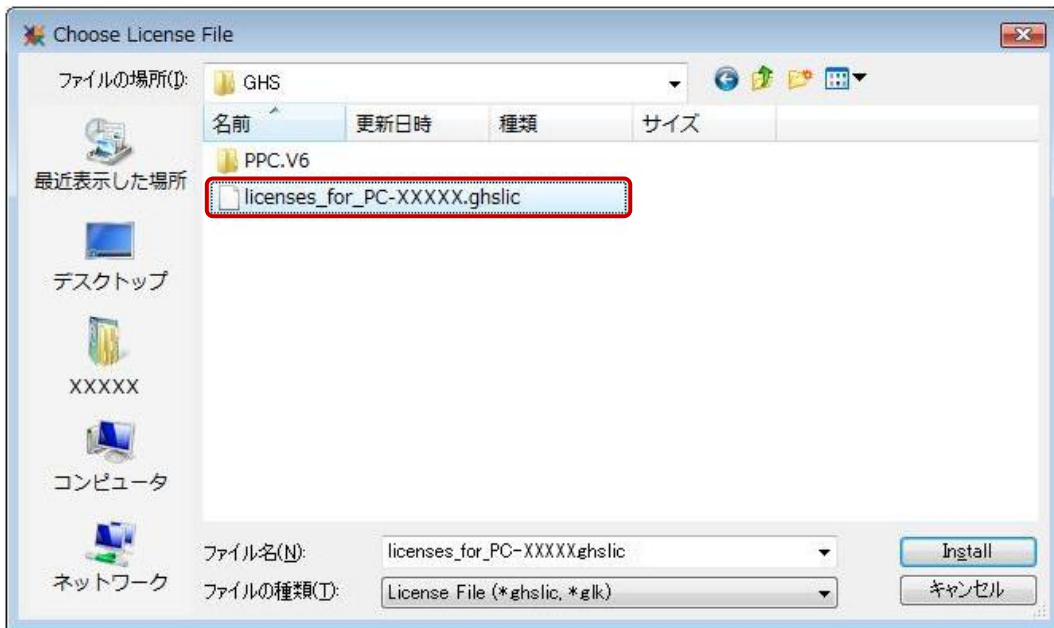 Choose License File
ファイルの場所(I):
GHS
名前 更新日時 種類 サイズ
PPC.V6
licenses_for_PC-XXXXX.ghslic
最近表示した場所
デスクトップ
XXXXX
コンピュータ
ネットワーク
ファイル名(N): licenses_for_PC-XXXXX.ghslic Install
ファイルの種類(T): License File (*.ghslic, *.glk) キャンセル